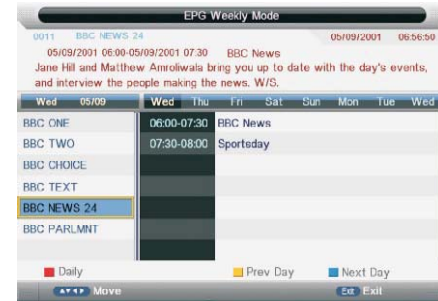 EPG Weekly Mode
0011 BBC NEWS 24 05/09/2001 06:56:50
05/09/2001 06:00-05/09/2001 07:30 BBC News
Jane Hill and Matthew Amroliwala bring you up to date with the day's events,
and interview the people making the news. W/S.
Wed 05/09 Wed Thu Fri Sat Sun Mon Tue Wed
BBC ONE 06:00-07:30 BBC News
BBC TWO 07:30-08:00 Sportsday
BBC CHOICE
BBC TEXT
BBC NEWS 24
BBC PARLMNT
Daily Prev Day Next Day
Move Exit Exit